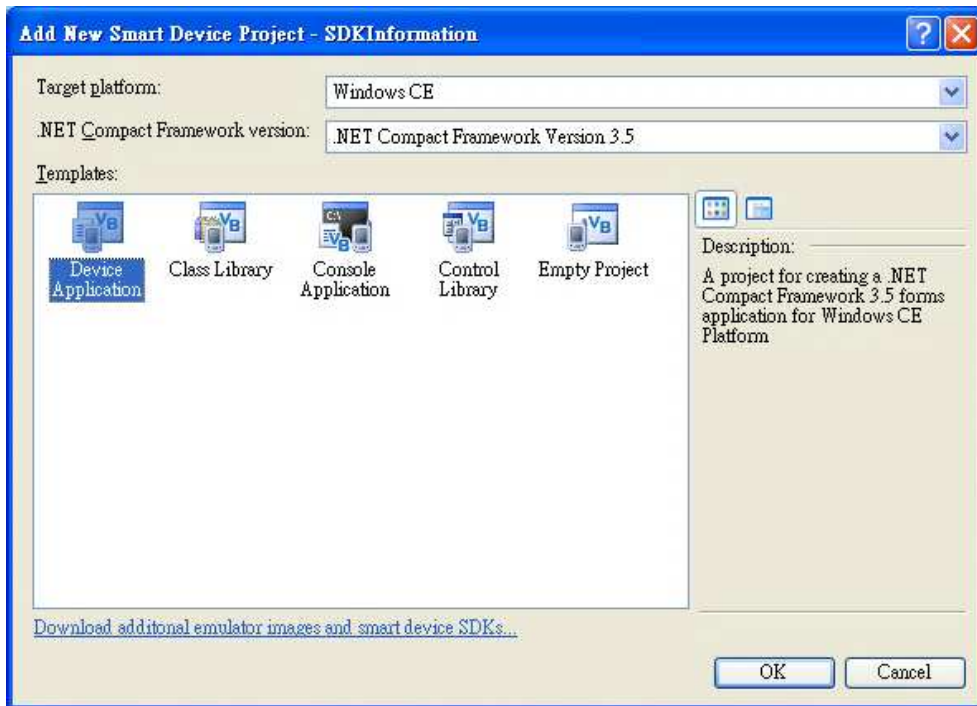 Add New Smart Device Project - SDKInformation
Target platform:
Windows CE
.NET Compact Framework version:
.NET Compact Framework Version 3.5
Templates:
Device
Application
Class Library
Console
Application
Control
Library
Empty Project
Description:
A project for creating a .NET
Compact Framework 3.5 forms
application for Windows CE
Platform
Download additonal emulator images and smart device SDKs...
OK
Cancel